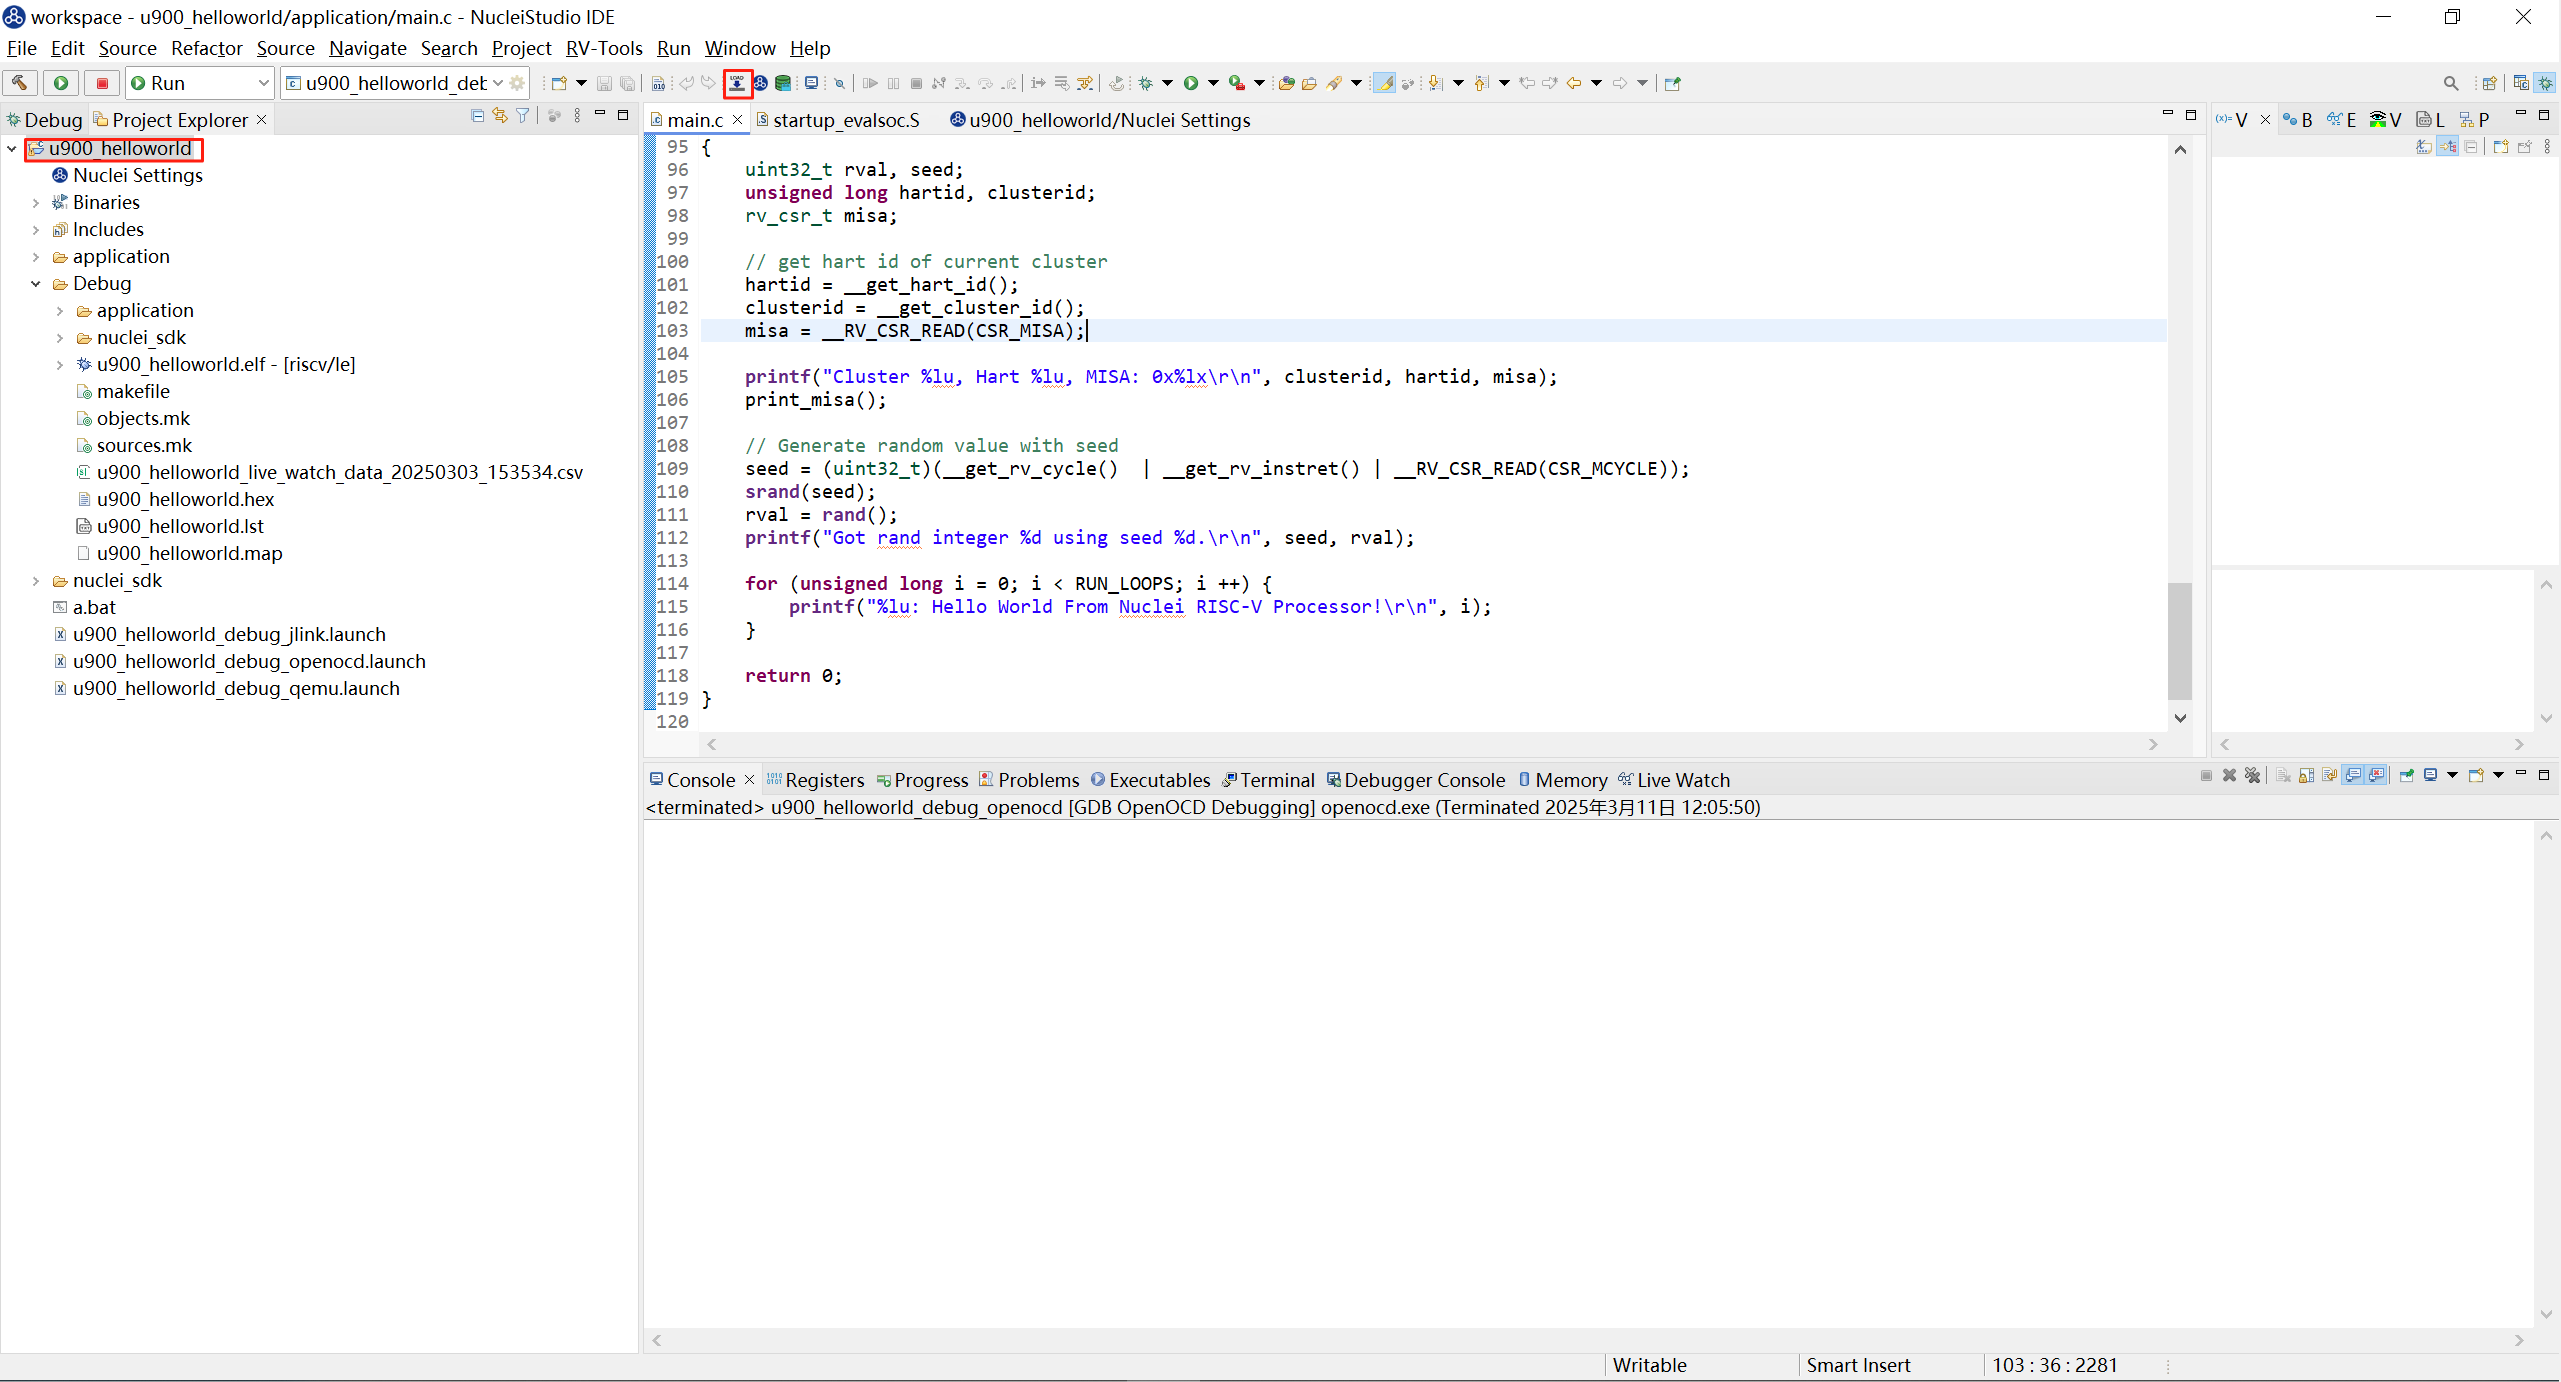 workspace - u900_helloworld/application/main.c - NucleiStudio IDE
File Edit Source Refactor Source Navigate Search Project RV-Tools Run Window Help
Run u900_helloworld_det LOAD
Debug Project Explorer
u900_helloworld
Nuclei Settings
Binaries
Includes
application
Debug
application
nuclei_sdk
u900_helloworld.elf - [riscv/le]
makefile
objects.mk
sources.mk
u900_helloworld_live_watch_data_20250303_153534.csv
u900_helloworld.hex
u900_helloworld.lst
u900_helloworld.map
nuclei_sdk
a.bat
u900_helloworld_debug_jlink.launch
u900_helloworld_debug_openocd.launch
u900_helloworld_debug_qemu.launch
main.c startup_evalsoc.S u900_helloworld/Nuclei Settings
95 {
96 uint32_t rval, seed;
97 unsigned long hartid, clusterid;
98 rv_csr_t misa;
99
100 // get hart id of current cluster
101 hartid = __get_hart_id();
102 clusterid = __get_cluster_id();
103 misa = __RV_CSR_READ(CSR_MISA);
104
105 printf("Cluster %lu, Hart %lu, MISA: 0x%lx\r\n", clusterid, hartid, misa);
106 print_misa();
107
108 // Generate random value with seed
109 seed = (uint32_t)(__get_rv_cycle() | __get_rv_instret() | __RV_CSR_READ(CSR_MCYCLE));
110 srand(seed);
111 rval = rand();
112 printf("Got rand integer %d using seed %d.\r\n", seed, rval);
113
114 for (unsigned long i = 0; i < RUN_LOOPS; i ++) {
115 printf("%lu: Hello World From Nuclei RISC-V Processor!\r\n", i);
116 }
117
118 return 0;
119 }
120
V B E V L P
Console Registers Progress Problems Executables Terminal Debugger Console Memory Live Watch
<terminated> u900_helloworld_debug_openocd [GDB OpenOCD Debugging] openocd.exe (Terminated 2025年3月11日 12:05:50)
Writable Smart Insert 103 : 36 : 2281